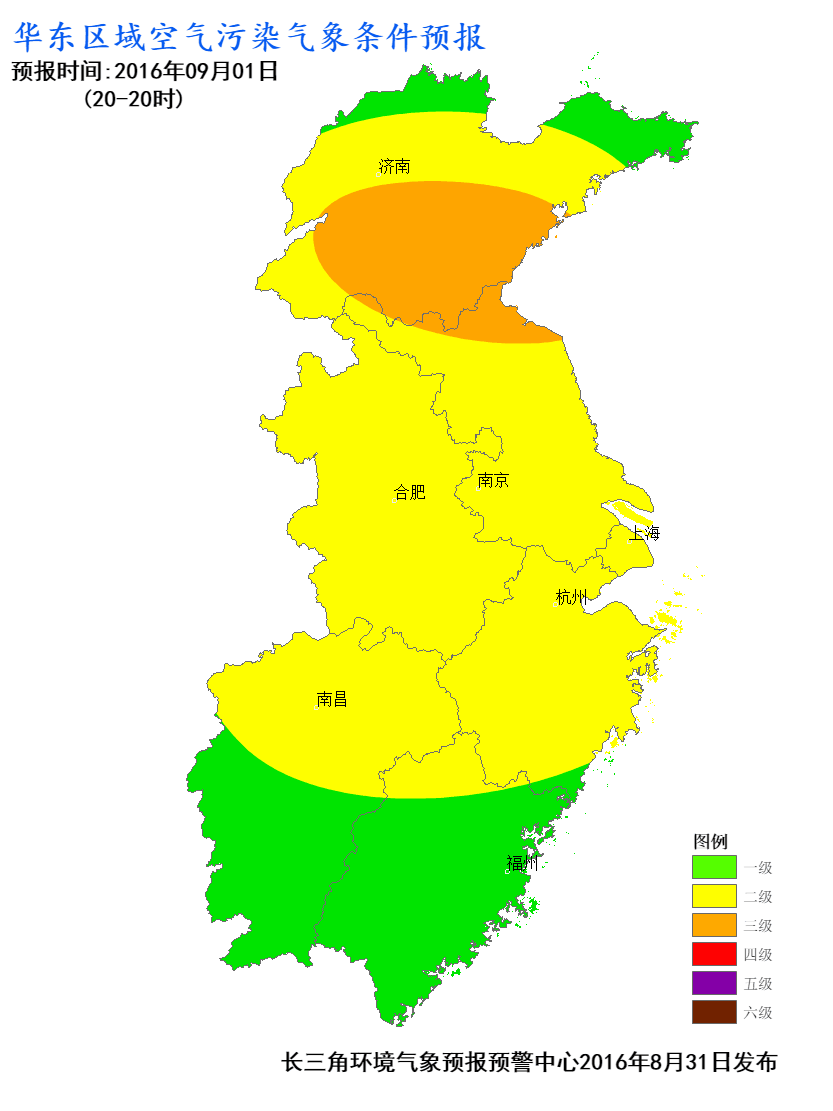 华东区域空气污染气象条件预报
预报时间:2016年09月01日
(20-20时)
济南
合肥
南京
上海
杭州
南昌
福州
图例
一级
二级
三级
四级
五级
六级
长三角环境气象预报预警中心2016年8月31日发布